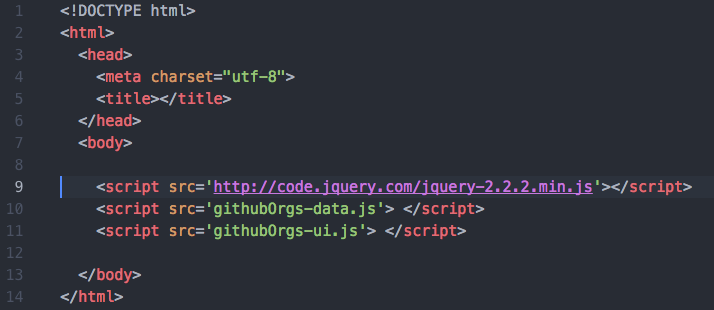 1 <!DOCTYPE html>
2 <html>
3 <head>
4 <meta charset="utf-8">
5 <title></title>
6 </head>
7 <body>
8
9 <script src='http://code.jquery.com/jquery-2.2.2.min.js'></script>
10 <script src='githubOrgs-data.js'> </script>
11 <script src='githubOrgs-ui.js'> </script>
12
13 </body>
14 </html>